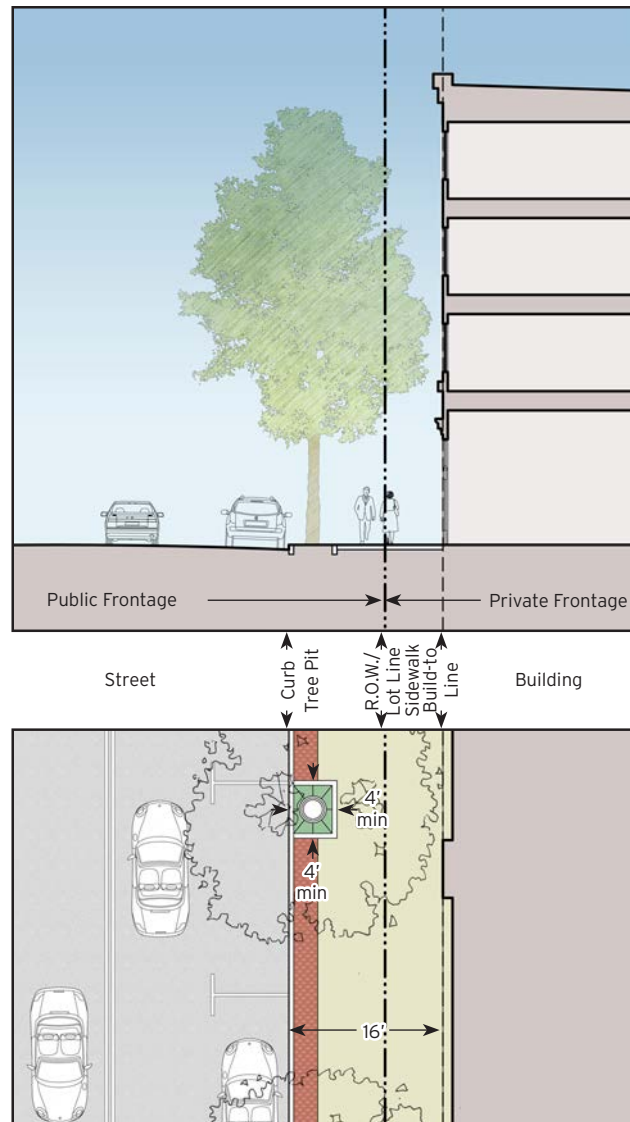 Public Frontage
Private Frontage
Street
Curb
Tree Pit
R.O.W./
Lot Line
Sidewalk
Build-to
Line
Building
4'
min
4'
min
16'